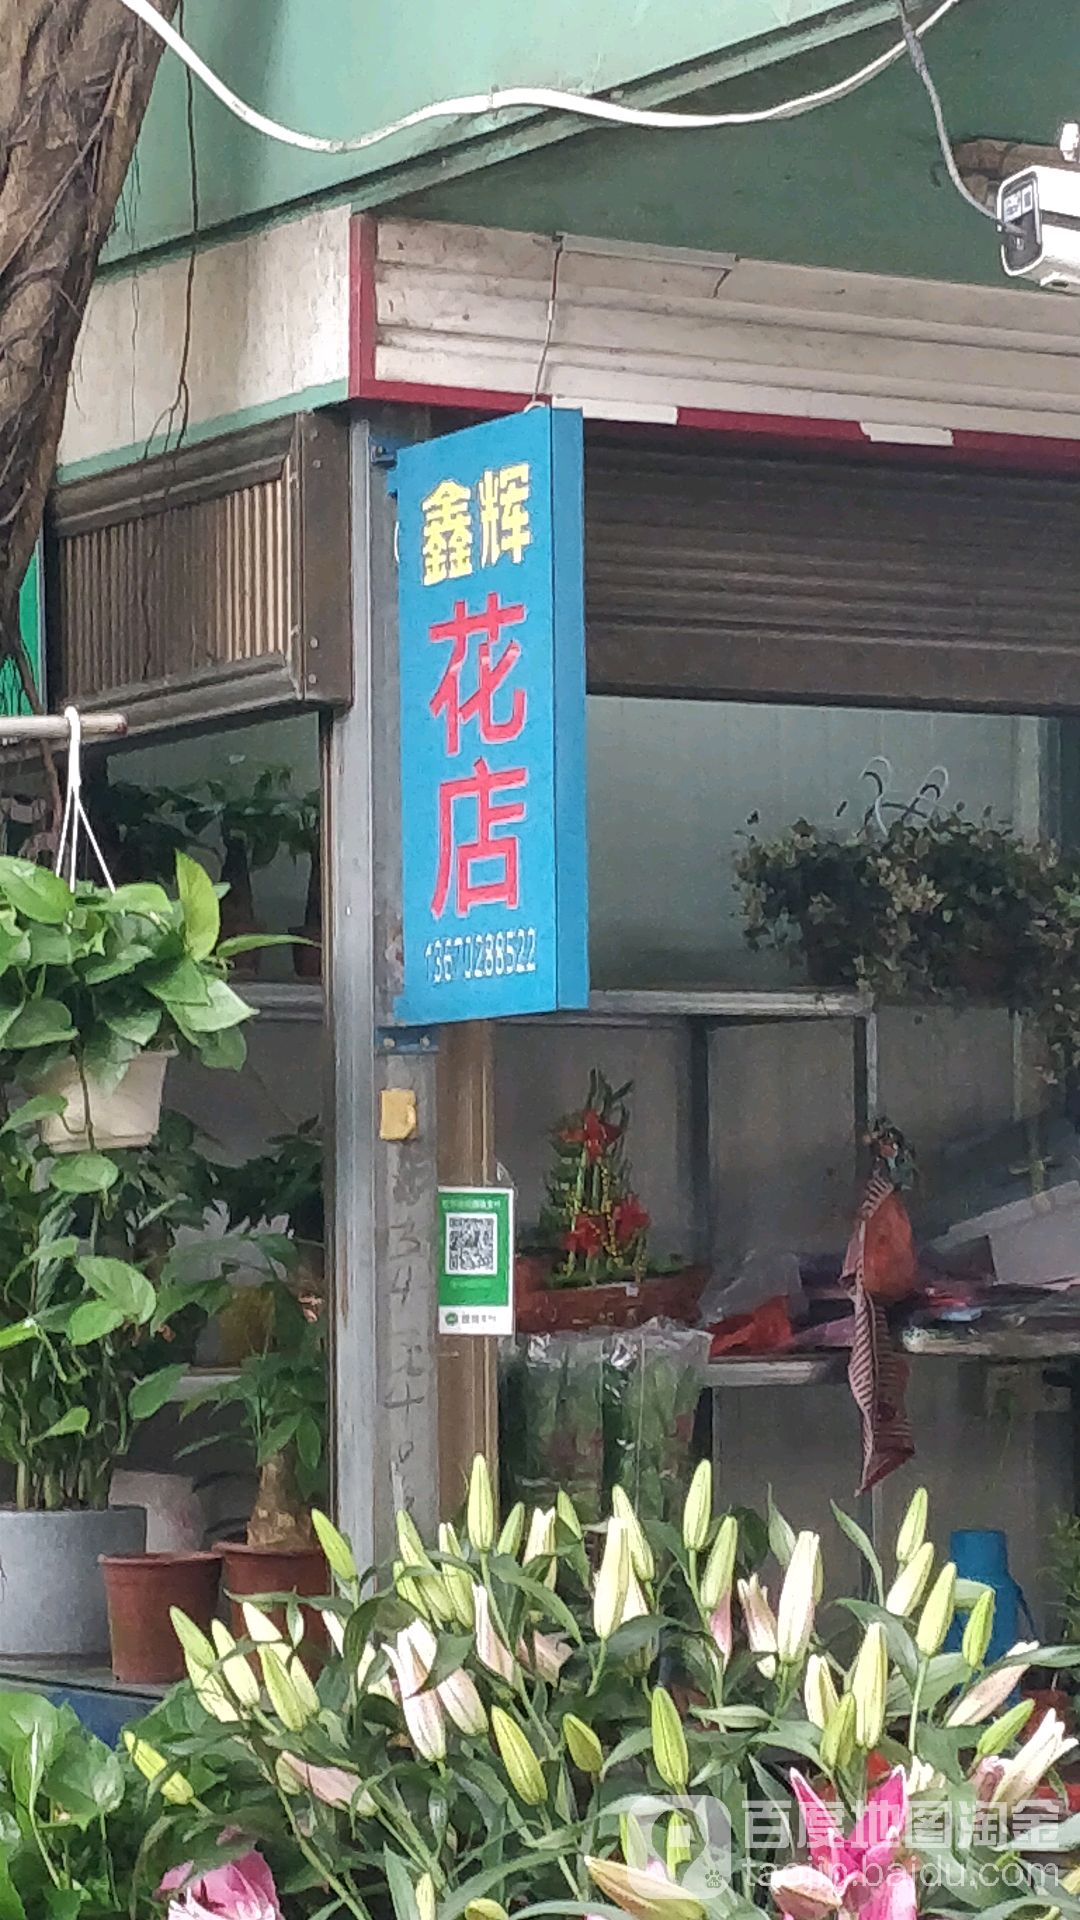 鑫辉
花店
13670288522
百度地图淘金
taojin.baidu.com